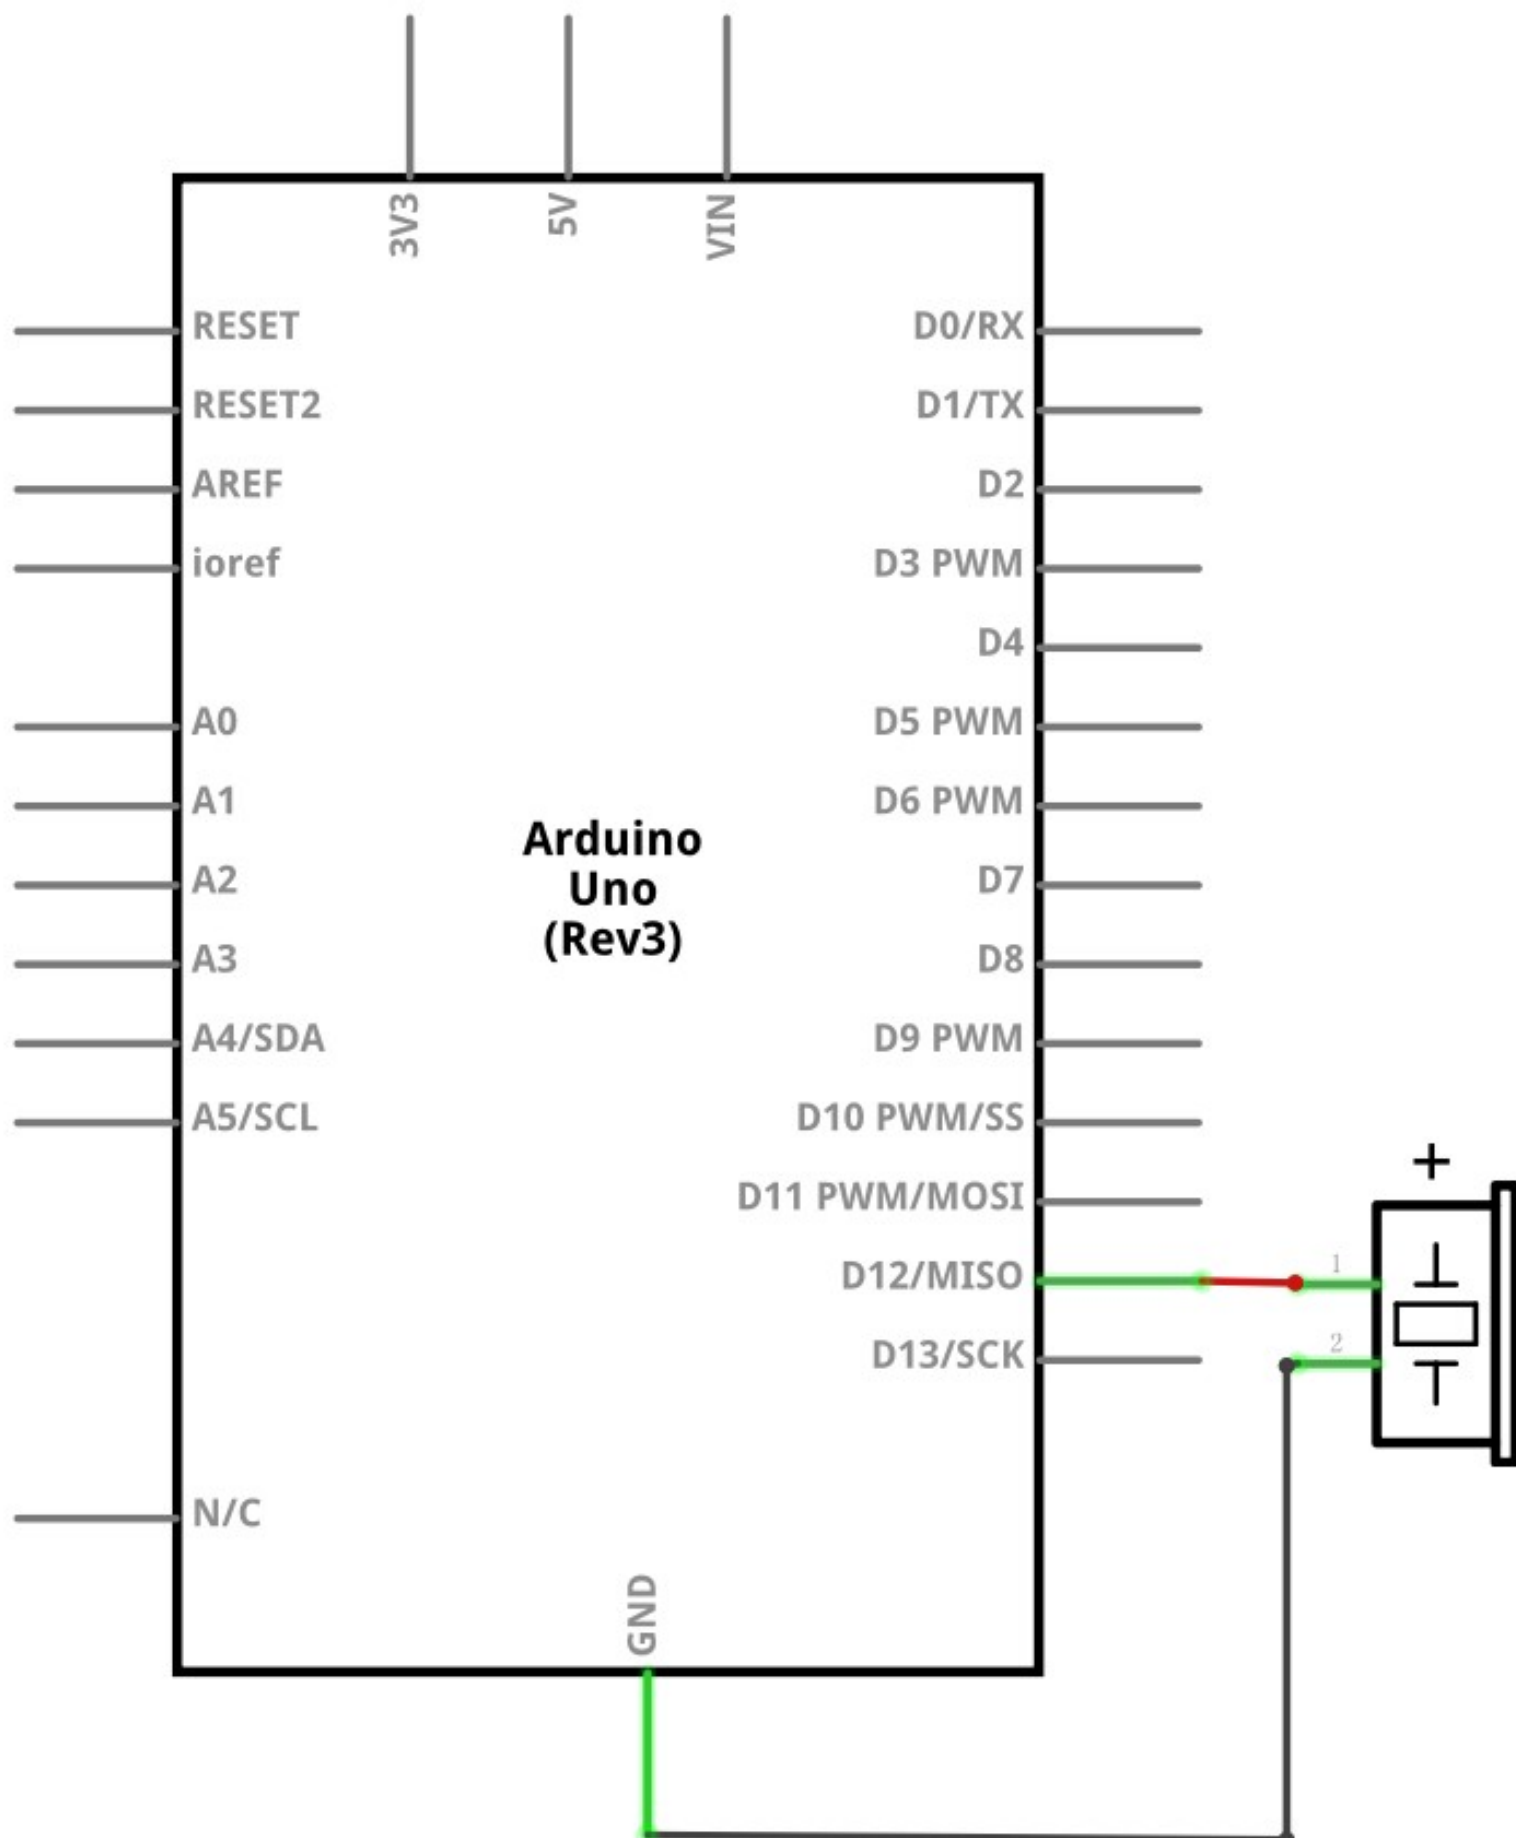 3V3
5V
VIN
RESET
RESET2
AREF
ioref
A0
A1
A2
A3
A4/SDA
A5/SCL
N/C
Arduino
Uno
(Rev3)
D0/RX
D1/TX
D2
D3 PWM
D4
D5 PWM
D6 PWM
D7
D8
D9 PWM
D10 PWM/SS
D11 PWM/MOSI
D12/MISO
D13/SCK
GND
+
1
2